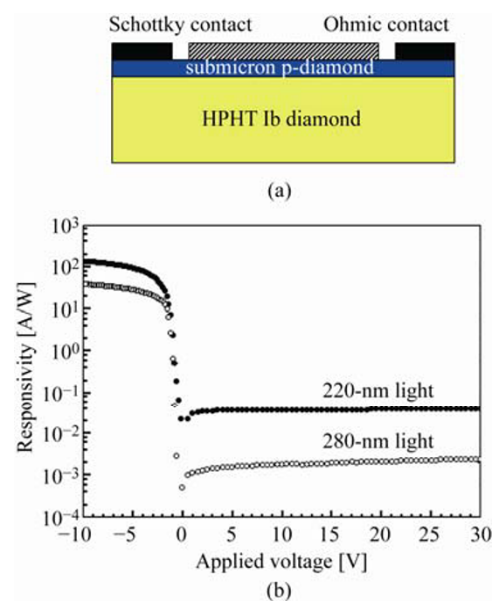 Schottky contact Ohmic contact
submicron p-diamond
HPHT Ib diamond
(a)
10³
10²
10¹
10⁰
10⁻¹
10⁻²
10⁻³
10⁻⁴
Responsivity [A/W]
220-nm light
280-nm light
−10 −5 0 5 10 15 20 25 30
Applied voltage [V]
(b)